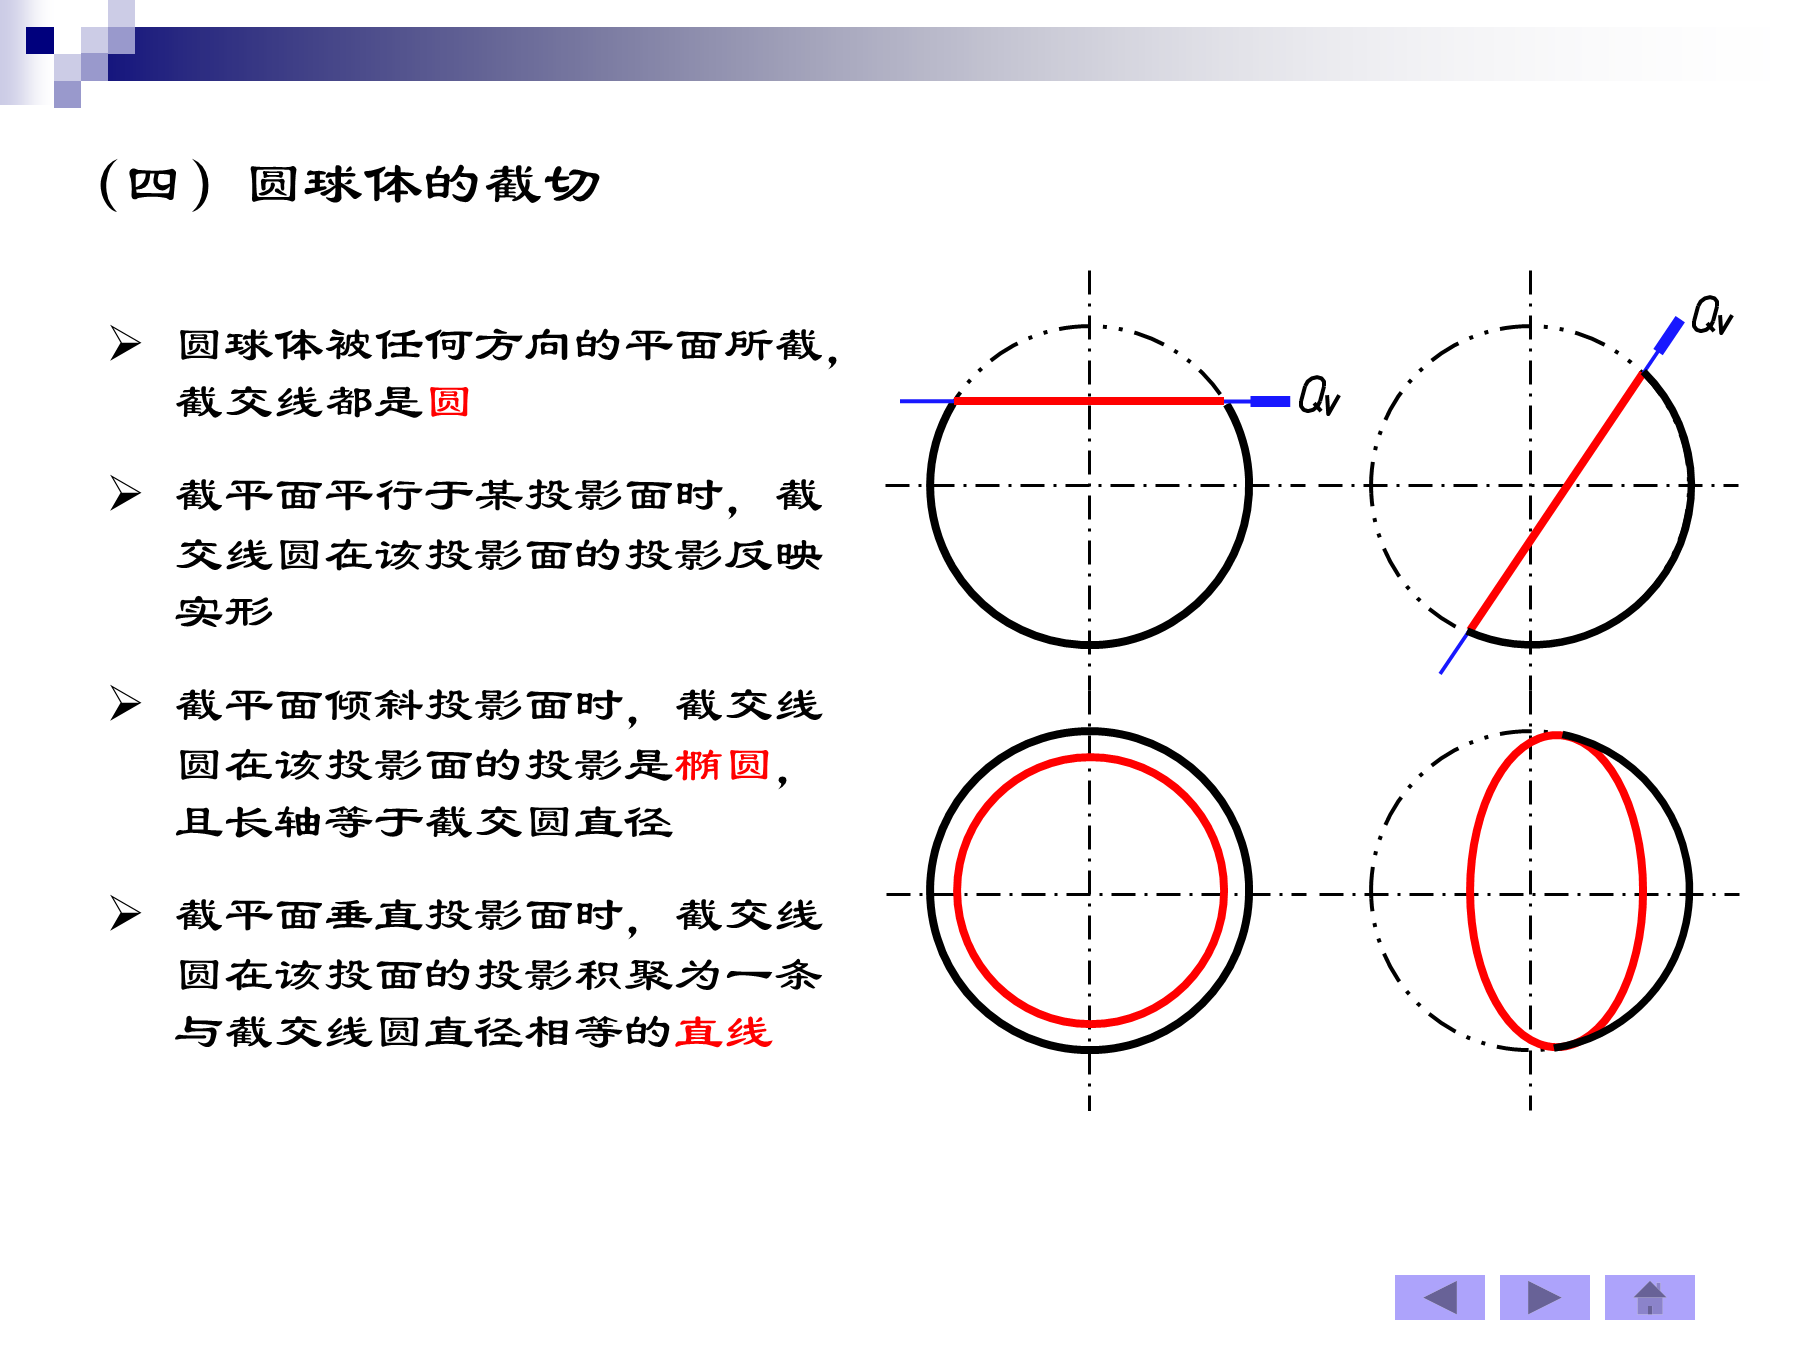 (四) 圆球体的截切
圆球体被任何方向的平面所截,
截交线都是圆
截平面平行于某投影面时, 截
交线圆在该投影面的投影反映
实形
截平面倾斜投影面时, 截交线
圆在该投影面的投影是椭圆,
且长轴等于截交圆直径
截平面垂直投影面时, 截交线
圆在该投面的投影积聚为一条
与截交线圆直径相等的直线
Qv
Qv